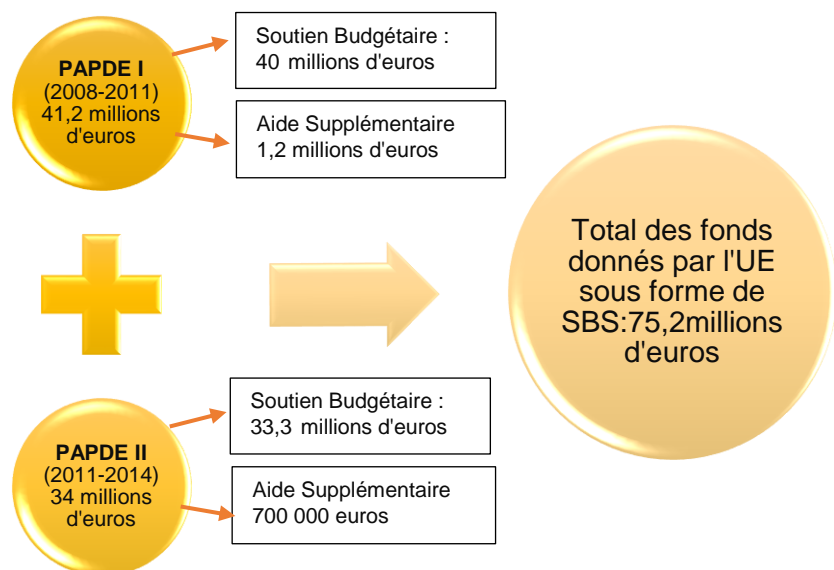 PAPDE I
(2008-2011)
41,2 millions
d'euros
Soutien Budgétaire :
40 millions d'euros
Aide Supplémentaire
1,2 millions d'euros
Total des fonds
donnés par l'UE
sous forme de
SBS:75,2millions
d'euros
PAPDE II
(2011-2014)
34 millions
d'euros
Soutien Budgétaire :
33,3 millions d'euros
Aide Supplémentaire
700 000 euros